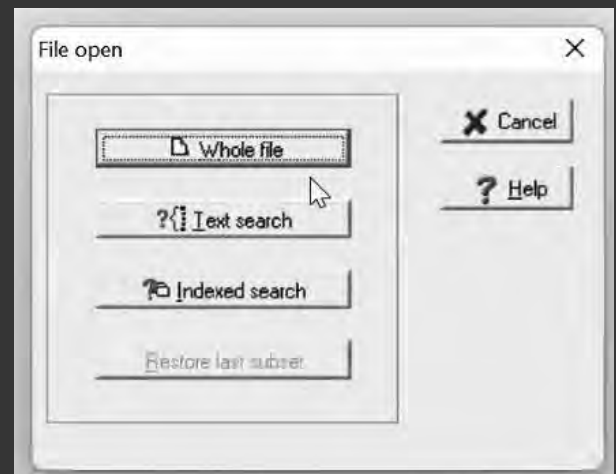 File open
Whole file
Text search
Indexed search
Restore last subset
Cancel
Help